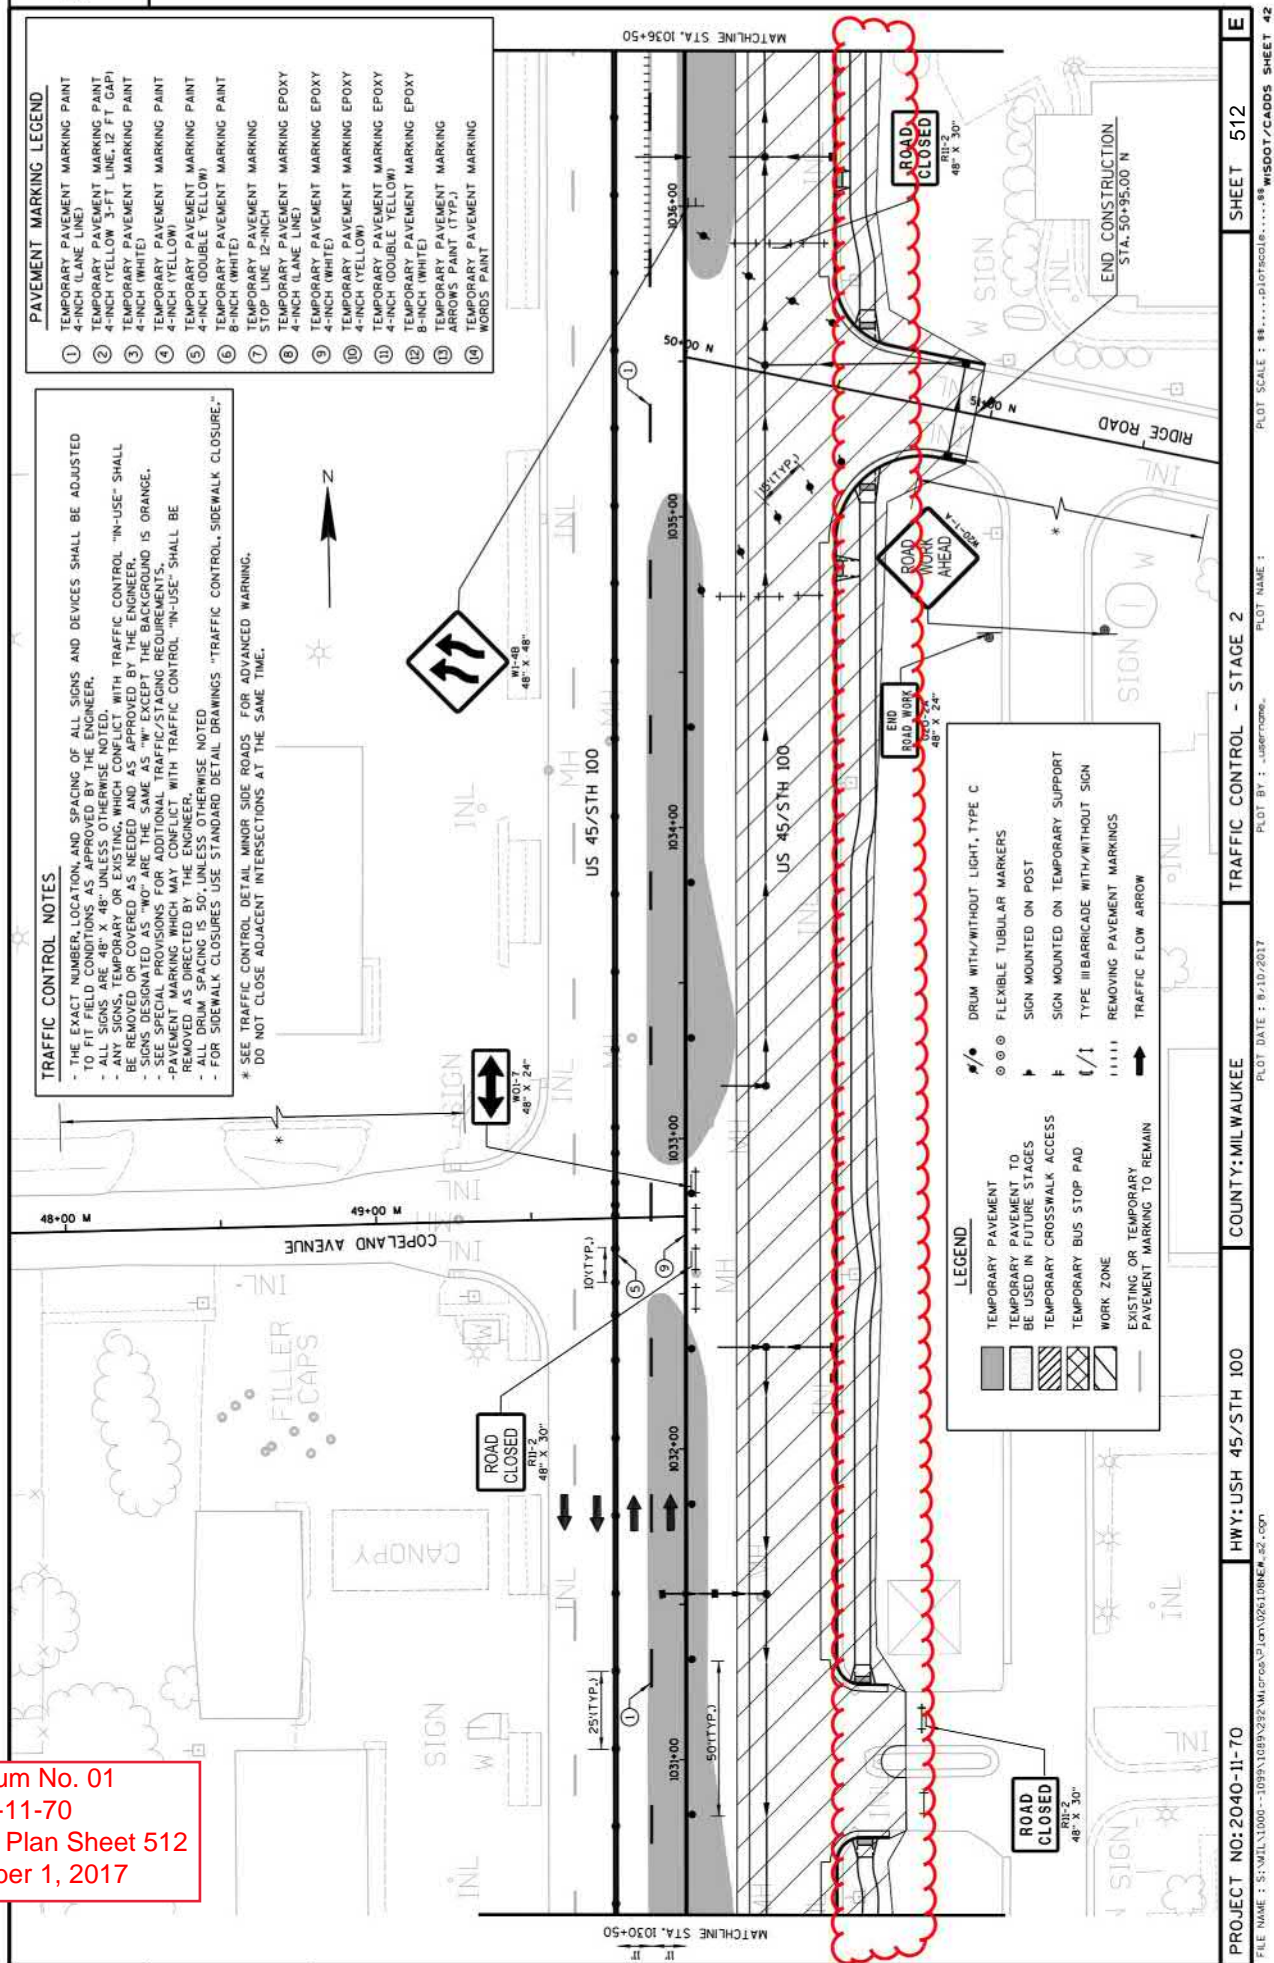 PAVEMENT MARKING LEGEND
1 TEMPORARY PAVEMENT MARKING PAINT
4-INCH (LANE LINE)
2 TEMPORARY PAVEMENT MARKING PAINT
4-INCH (YELLOW 3-FT LINE, 12 FT GAP)
3 TEMPORARY PAVEMENT MARKING PAINT
4-INCH (WHITE)
4 TEMPORARY PAVEMENT MARKING PAINT
4-INCH (YELLOW)
5 TEMPORARY PAVEMENT MARKING PAINT
4-INCH (DOUBLE YELLOW)
6 TEMPORARY PAVEMENT MARKING PAINT
8-INCH (WHITE)
7 TEMPORARY PAVEMENT MARKING
STOP LINE 12-INCH
8 TEMPORARY PAVEMENT MARKING EPOXY
4-INCH (LANE LINE)
9 TEMPORARY PAVEMENT MARKING EPOXY
4-INCH (WHITE)
10 TEMPORARY PAVEMENT MARKING EPOXY
4-INCH (YELLOW)
11 TEMPORARY PAVEMENT MARKING EPOXY
4-INCH (DOUBLE YELLOW)
12 TEMPORARY PAVEMENT MARKING EPOXY
8-INCH (WHITE)
13 TEMPORARY PAVEMENT MARKING
ARROWS PAINT (TYP.)
14 TEMPORARY PAVEMENT MARKING
WORDS PAINT
TRAFFIC CONTROL NOTES
- THE EXACT NUMBER, LOCATION, AND SPACING OF ALL SIGNS AND DEVICES SHALL BE ADJUSTED
TO FIT FIELD CONDITIONS AS APPROVED BY THE ENGINEER.
- ALL SIGNS ARE 48" X 48" UNLESS OTHERWISE NOTED.
- ANY SIGNS, TEMPORARY OR EXISTING, WHICH CONFLICT WITH TRAFFIC CONTROL "IN-USE" SHALL
BE REMOVED OR COVERED AS NEEDED AND AS APPROVED BY THE ENGINEER.
- SIGNS DESIGNATED AS "WO" ARE THE SAME AS "W" EXCEPT THE BACKGROUND IS ORANGE.
- SEE SPECIAL PROVISIONS FOR ADDITIONAL TRAFFIC/STAGING REQUIREMENTS.
-PAVEMENT MARKING WHICH MAY CONFLICT WITH TRAFFIC CONTROL "IN-USE" SHALL BE
REMOVED AS DIRECTED BY THE ENGINEER.
- ALL DRUM SPACING IS 50', UNLESS OTHERWISE NOTED
- FOR SIDEWALK CLOSURES USE STANDARD DETAIL DRAWINGS "TRAFFIC CONTROL, SIDEWALK CLOSURE."
* SEE TRAFFIC CONTROL DETAIL MINOR SIDE ROADS FOR ADVANCED WARNING.
DO NOT CLOSE ADJACENT INTERSECTIONS AT THE SAME TIME.
N
W1-4B
48" X 48"
WO1-7
48" X 24"
ROAD
CLOSED
R11-2
48" X 30"
48+00 M
49+00 M
COPELAND AVENUE
FILLER
CAPS
CANOPY
SIGN
W
INL
MH
US 45/STH 100
US 45/STH 100
MATCHLINE STA. 1030+50
1031+00
1032+00
1033+00
1034+00
1035+00
1036+00
MATCHLINE STA. 1036+50
11'
11'
25'(TYP.)
50'(TYP.)
10'(TYP.)
15'(TYP.)
1
5
9
1
50+00 N
51+00 N
RIDGE ROAD
ROAD
CLOSED
R11-2
48" X 30"
ROAD
WORK
AHEAD
W20-1-A
END
ROAD WORK
G20-2A
48" X 24"
ROAD
CLOSED
R11-2
48" X 30"
W SIGN
INL
END CONSTRUCTION
STA. 50+95.00 N
SIGN W
LEGEND
TEMPORARY PAVEMENT
TEMPORARY PAVEMENT TO
BE USED IN FUTURE STAGES
TEMPORARY CROSSWALK ACCESS
TEMPORARY BUS STOP PAD
WORK ZONE
EXISTING OR TEMPORARY
PAVEMENT MARKING TO REMAIN
DRUM WITH/WITHOUT LIGHT, TYPE C
FLEXIBLE TUBULAR MARKERS
SIGN MOUNTED ON POST
SIGN MOUNTED ON TEMPORARY SUPPORT
TYPE III BARRICADE WITH/WITHOUT SIGN
REMOVING PAVEMENT MARKINGS
TRAFFIC FLOW ARROW
um No. 01
-11-70
Plan Sheet 512
ber 1, 2017
PROJECT NO: 2040-11-70
HWY: USH 45/STH 100
COUNTY: MILWAUKEE
TRAFFIC CONTROL - STAGE 2
SHEET 512
E
PLOT DATE : 8/10/2017
PLOT NAME :
WISDOT/CADDS SHEET 42